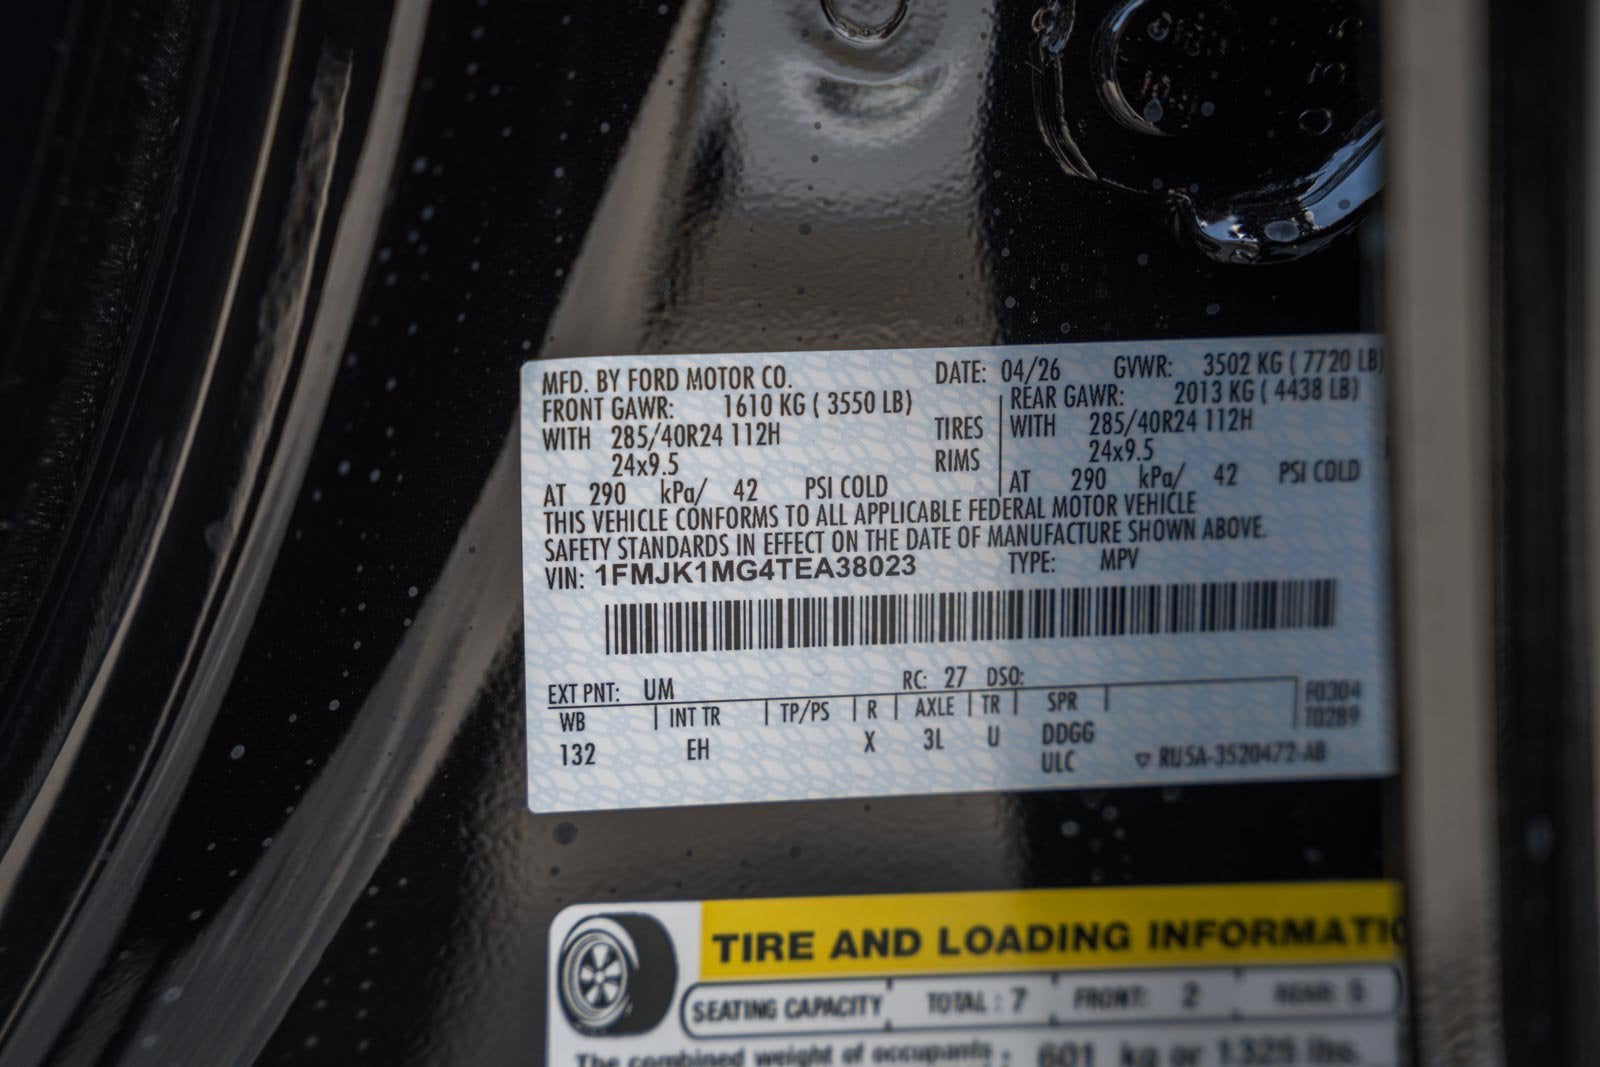 MFD. BY FORD MOTOR CO. DATE: 04/26 GVWR: 3502 KG ( 7720 LB)
FRONT GAWR: 1610 KG ( 3550 LB) REAR GAWR: 2013 KG ( 4438 LB)
WITH 285/40R24 112H TIRES WITH 285/40R24 112H
24x9.5 RIMS 24x9.5
AT 290 kPa/ 42 PSI COLD AT 290 kPa/ 42 PSI COLD
THIS VEHICLE CONFORMS TO ALL APPLICABLE FEDERAL MOTOR VEHICLE
SAFETY STANDARDS IN EFFECT ON THE DATE OF MANUFACTURE SHOWN ABOVE.
VIN: 1FMJK1MG4TEA38023 TYPE: MPV
EXT PNT: UM RC: 27 DSO:
WB INT TR TP/PS R AXLE TR SPR F0304
T0289
132 EH X 3L U DDGG
ULC ▽ RU5A-3520472-AB
TIRE AND LOADING INFORMATIO
SEATING CAPACITY TOTAL : 7 FRONT: 2 REAR: 5
The combined weight of occupants : 601 kg or 1325 lbs.